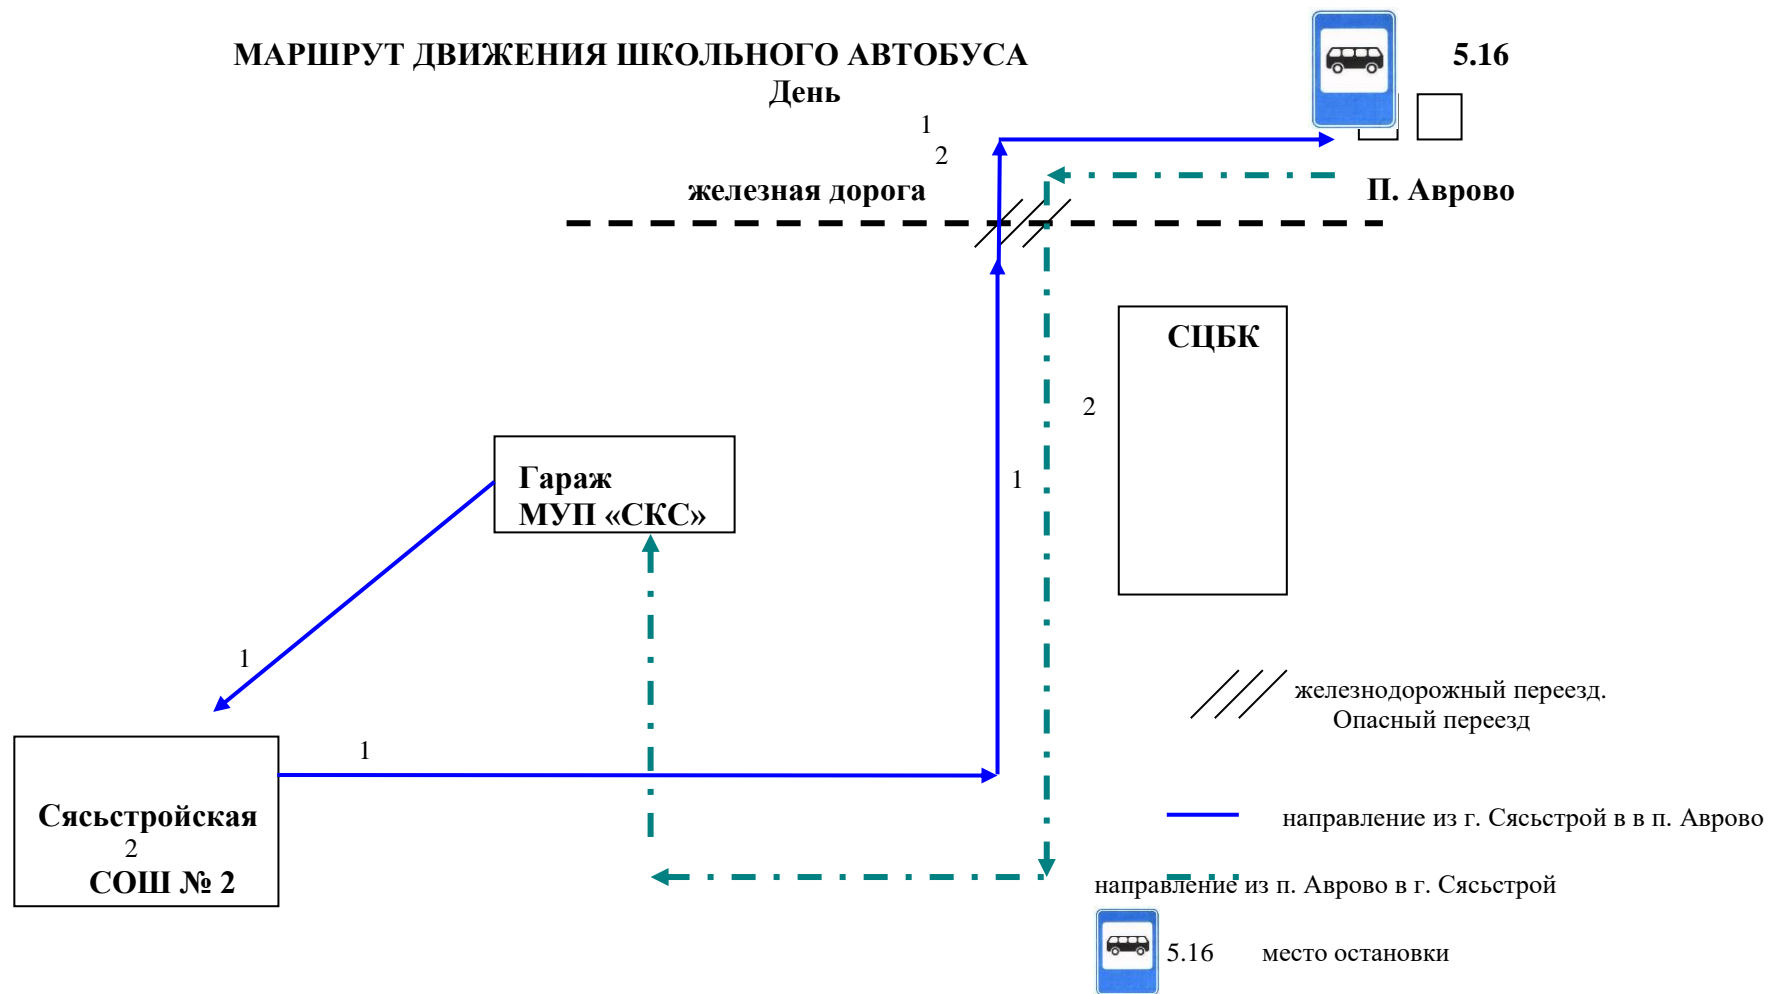 МАРШРУТ ДВИЖЕНИЯ ШКОЛЬНОГО АВТОБУСА
5.16
День
1
2
железная дорога
П. Аврово
СЦБК
2
Гараж
МУП «СКС»
1
1
1
железнодорожный переезд.
Опасный переезд
Сясьстройская
2
СОШ № 2
направление из г. Сясьстрой в в п. Аврово
направление из п. Аврово в г. Сясьстрой
5.16 место остановки